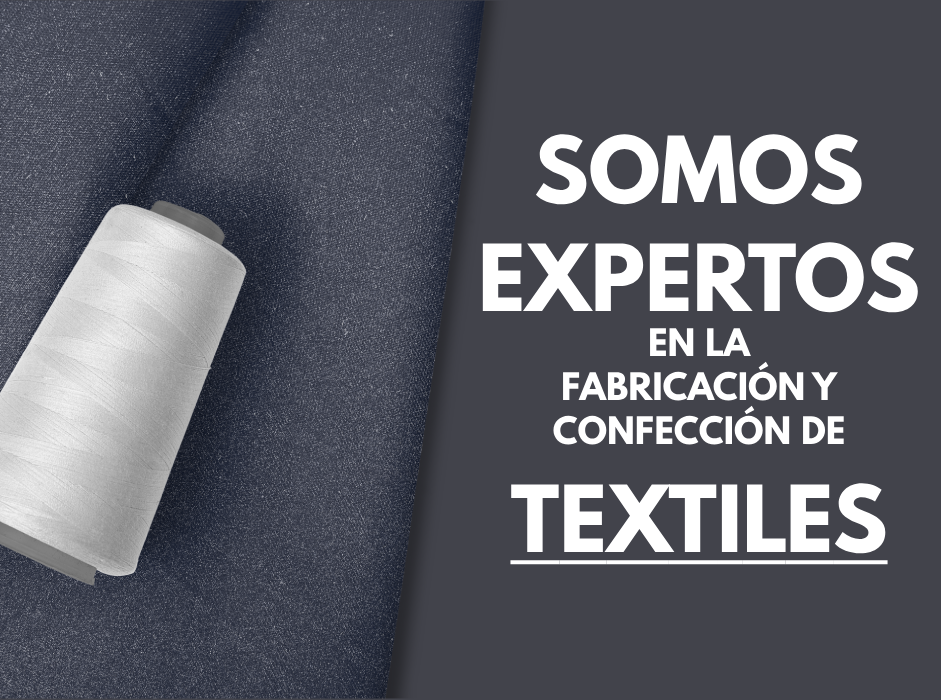 SOMOS
EXPERTOS
EN LA
FABRICACIÓN Y
CONFECCIÓN DE
TEXTILES